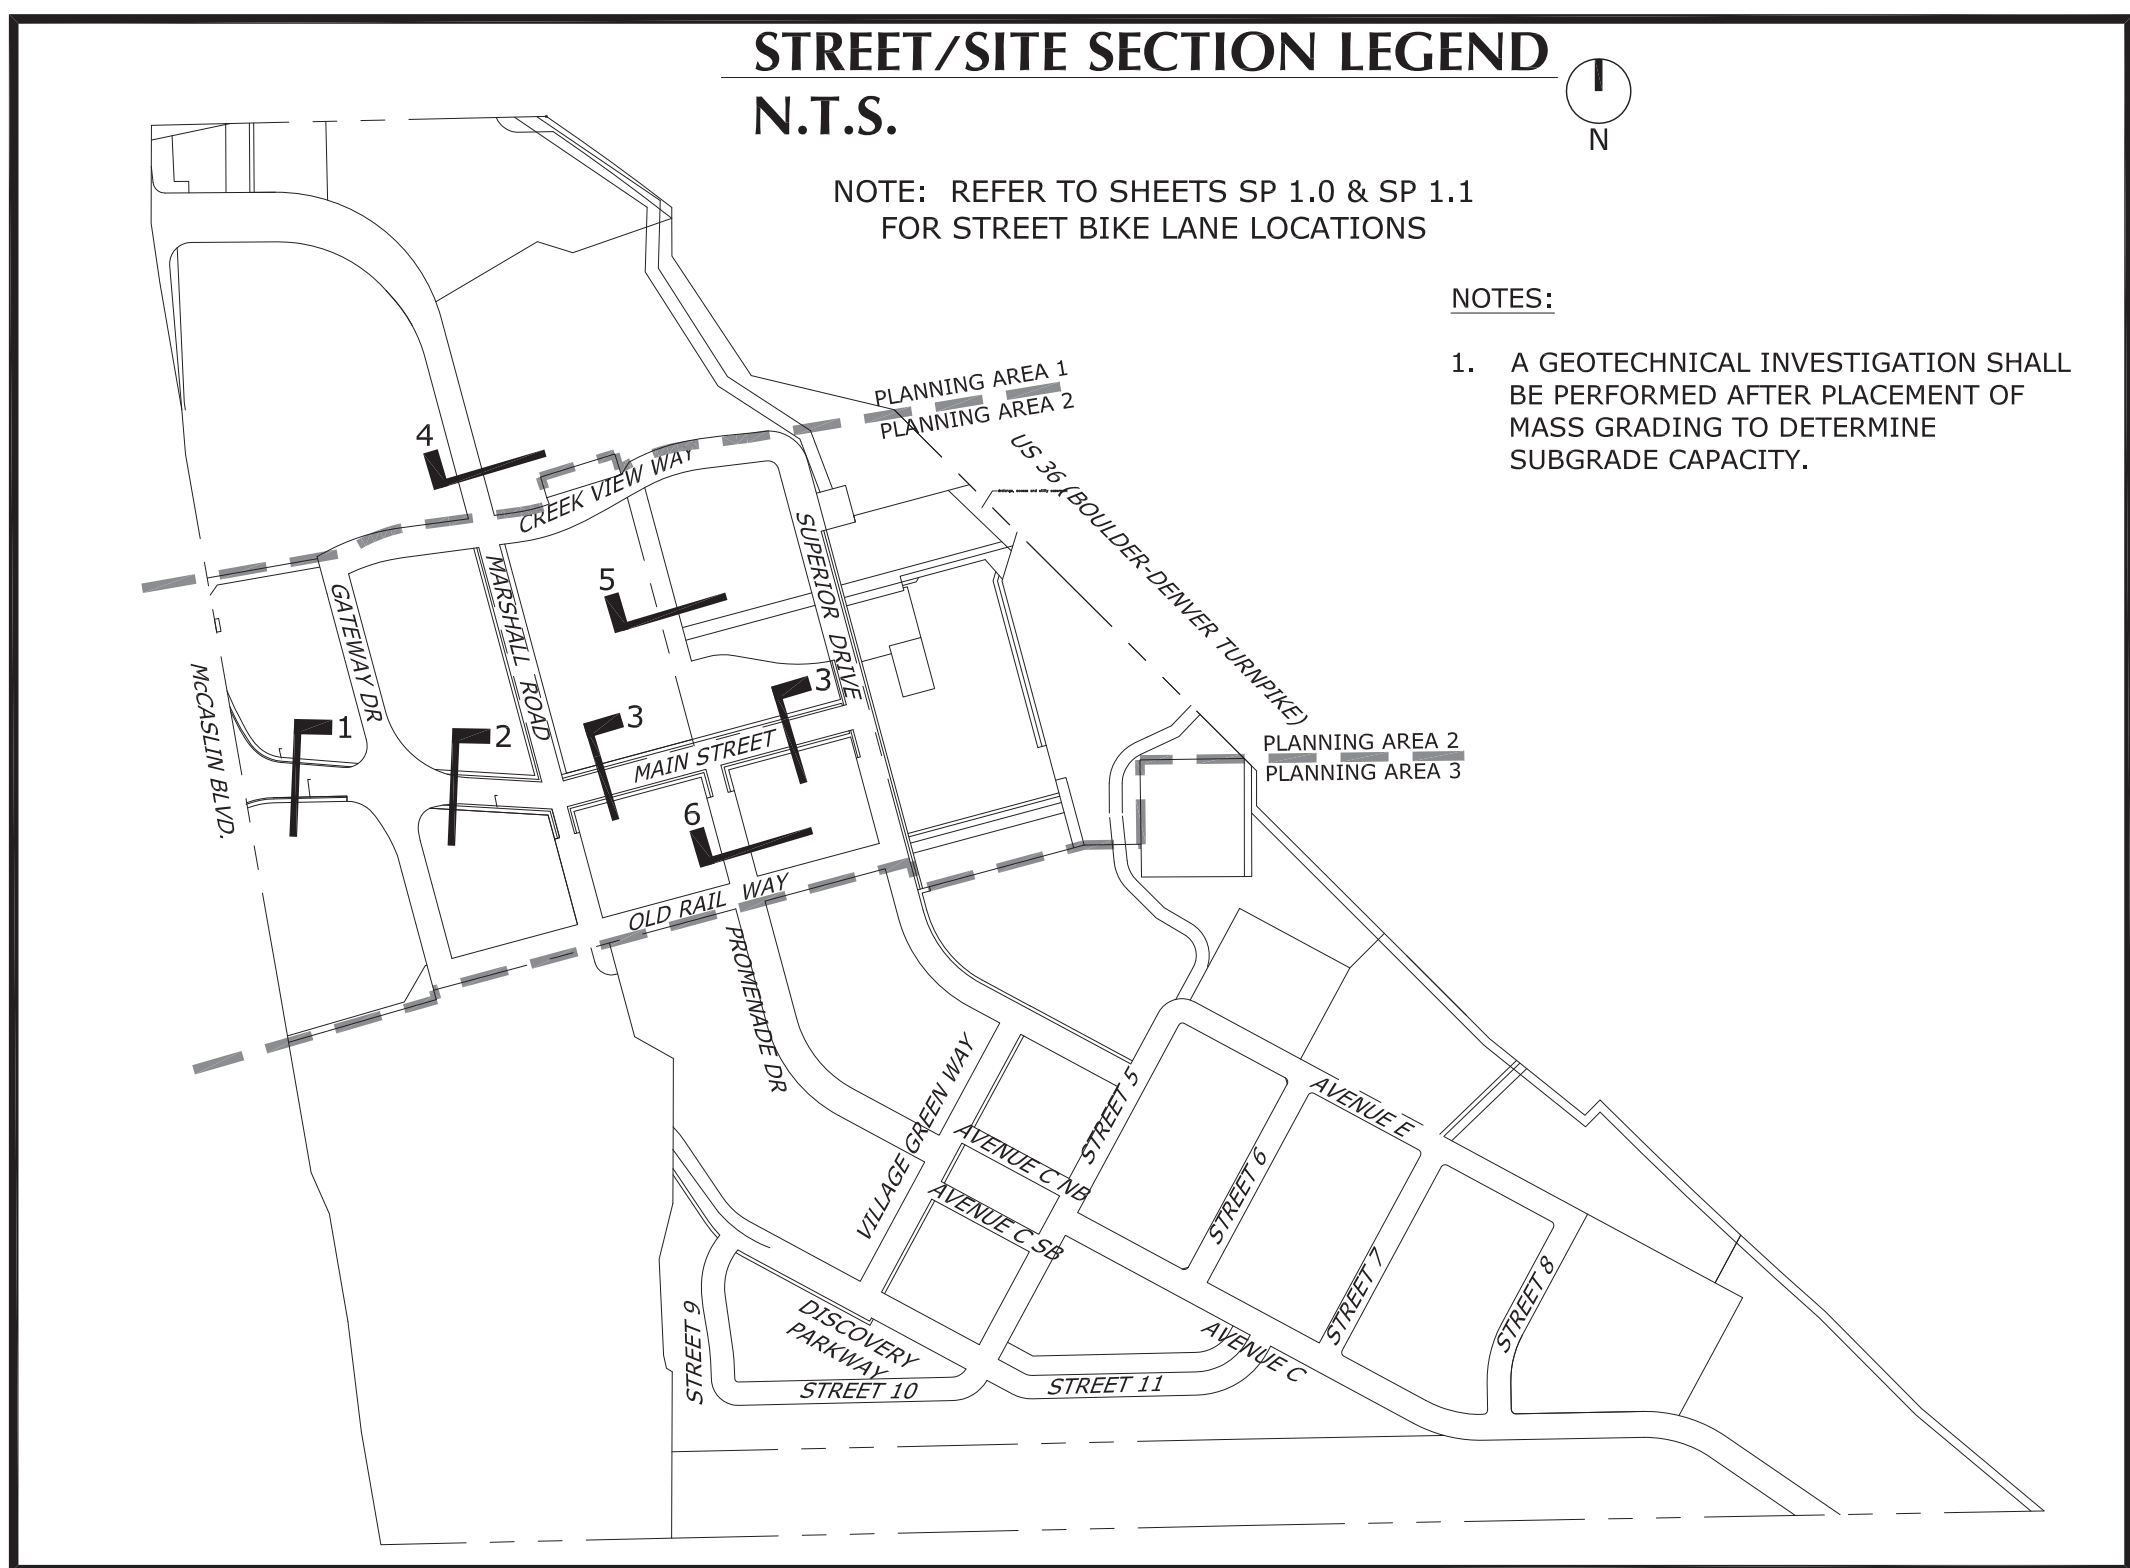 STREET/SITE SECTION LEGEND
N.T.S.
N
NOTE: REFER TO SHEETS SP 1.0 & SP 1.1
FOR STREET BIKE LANE LOCATIONS
NOTES:
1. A GEOTECHNICAL INVESTIGATION SHALL
BE PERFORMED AFTER PLACEMENT OF
MASS GRADING TO DETERMINE
SUBGRADE CAPACITY.
PLANNING AREA 1
PLANNING AREA 2
US 36 (BOULDER-DENVER TURNPIKE)
4
CREEK VIEW WAY
SUPERIOR DRIVE
MARSHALL ROAD
GATEWAY DR
5
McCASLIN BLVD.
1
2
3
3
MAIN STREET
PLANNING AREA 2
PLANNING AREA 3
6
OLD RAIL WAY
PROMENADE DR
VILLAGE GREEN WAY
STREET 5
AVENUE E
AVENUE C NB
AVENUE C SB
STREET 6
STREET 7
STREET 8
STREET 9
DISCOVERY
PARKWAY
STREET 10
STREET 11
AVENUE C